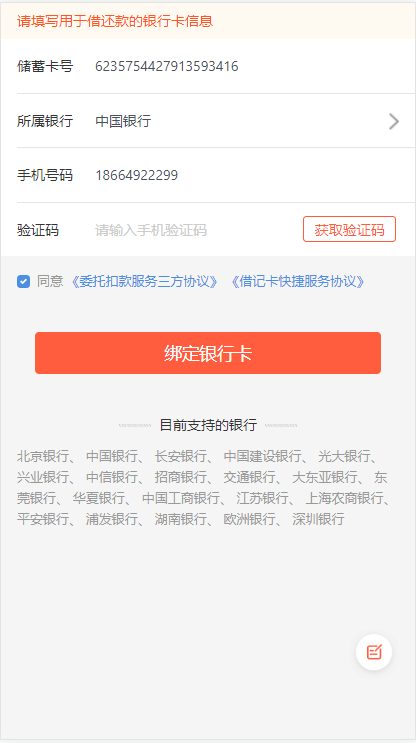 请填写用于借还款的银行卡信息
储蓄卡号 6235754427913593416
所属银行 中国银行
手机号码 18664922299
验证码 请输入手机验证码 获取验证码
同意《委托扣款服务三方协议》《借记卡快捷服务协议》
绑定银行卡
目前支持的银行
北京银行、 中国银行、 长安银行、 中国建设银行、 光大银行、
兴业银行、 中信银行、 招商银行、 交通银行、 大东亚银行、 东
莞银行、 华夏银行、 中国工商银行、 江苏银行、 上海农商银行、
平安银行、 浦发银行、 湖南银行、 欧洲银行、 深圳银行